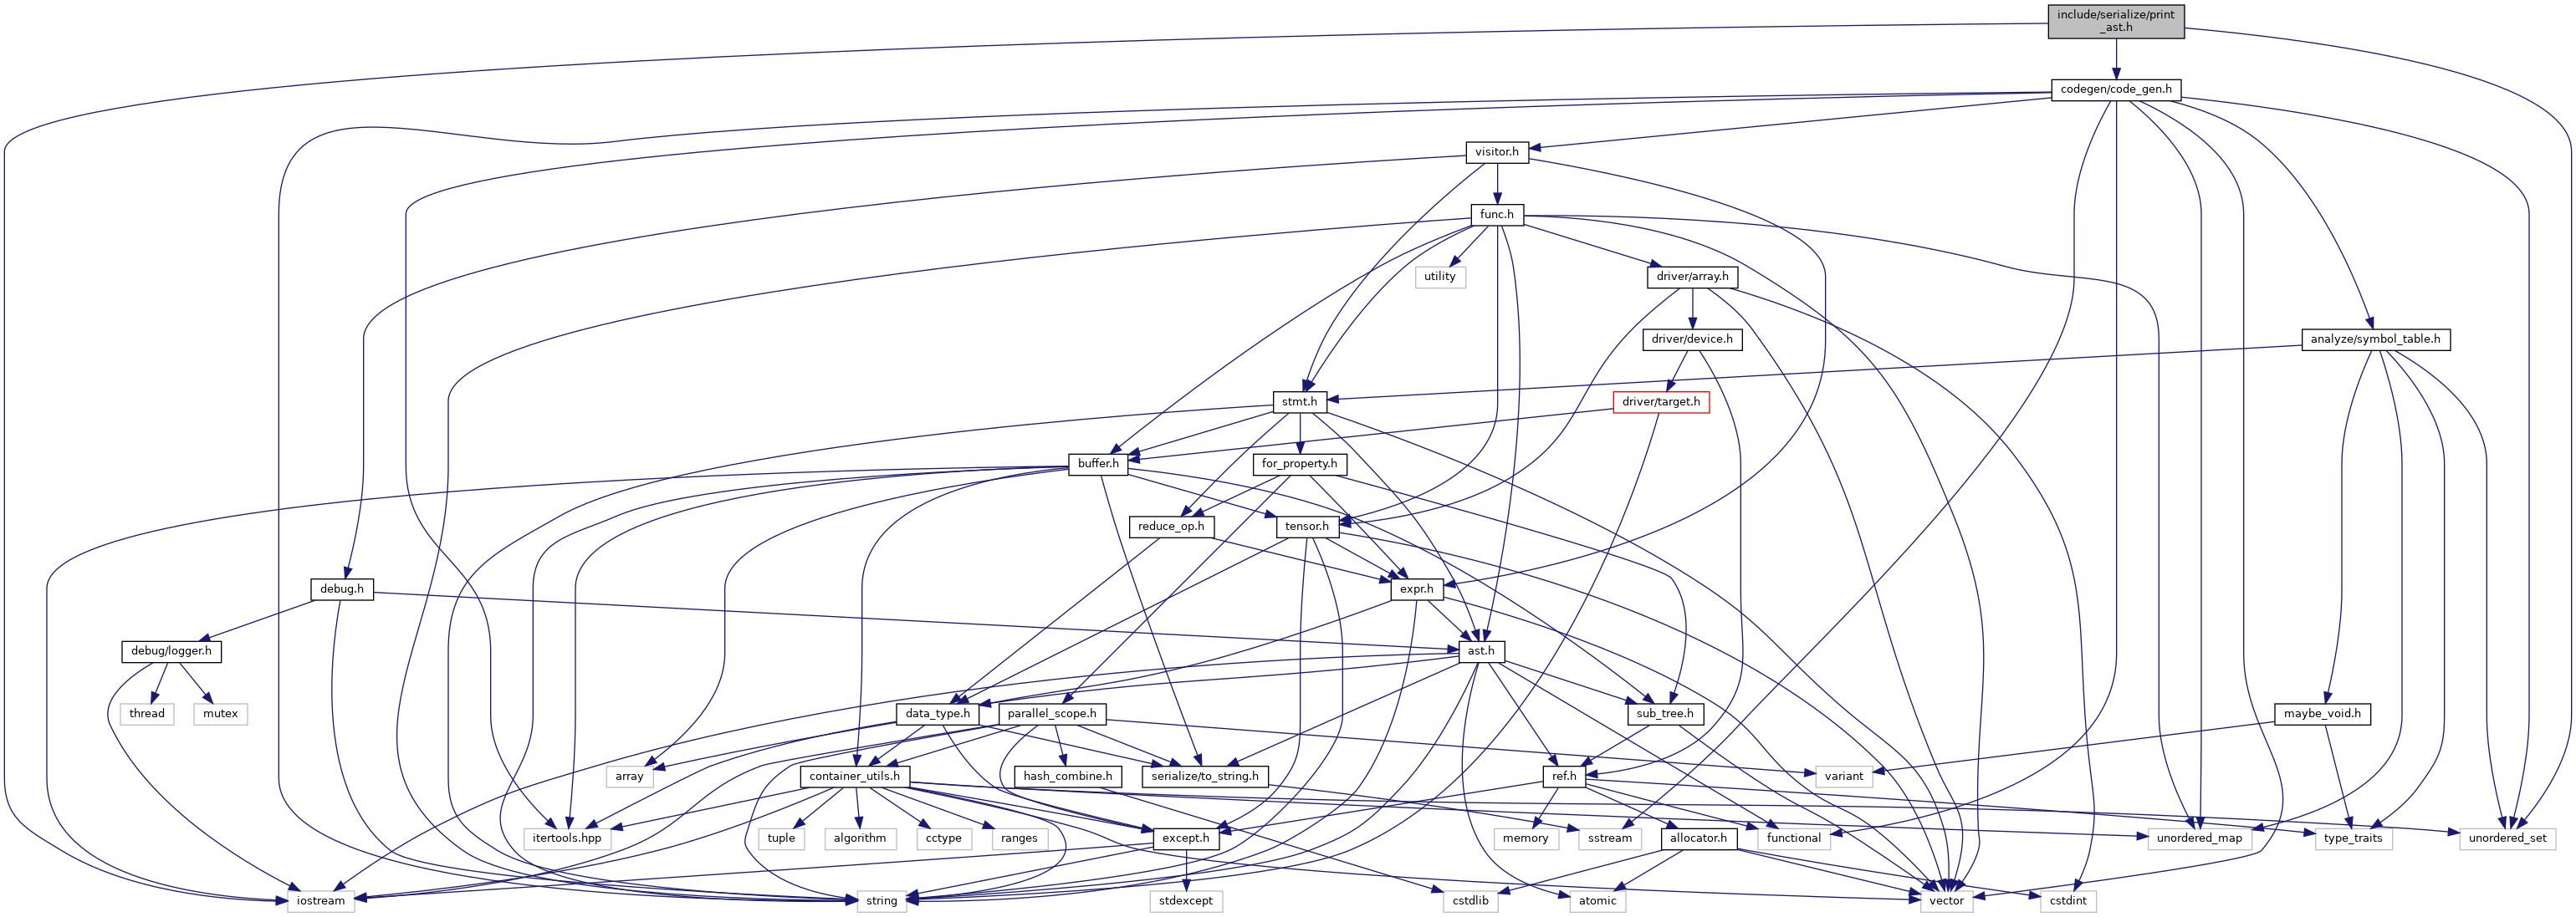 include/serialize/print
_ast.h
codegen/code_gen.h
visitor.h
func.h
utility
driver/array.h
driver/device.h
analyze/symbol_table.h
stmt.h
driver/target.h
buffer.h
for_property.h
reduce_op.h
tensor.h
debug.h
expr.h
debug/logger.h
ast.h
thread
mutex
data_type.h
parallel_scope.h
sub_tree.h
maybe_void.h
array
container_utils.h
hash_combine.h
serialize/to_string.h
ref.h
variant
itertools.hpp
tuple
algorithm
cctype
ranges
except.h
memory
sstream
allocator.h
functional
unordered_map
type_traits
unordered_set
iostream
string
stdexcept
cstdlib
atomic
vector
cstdint